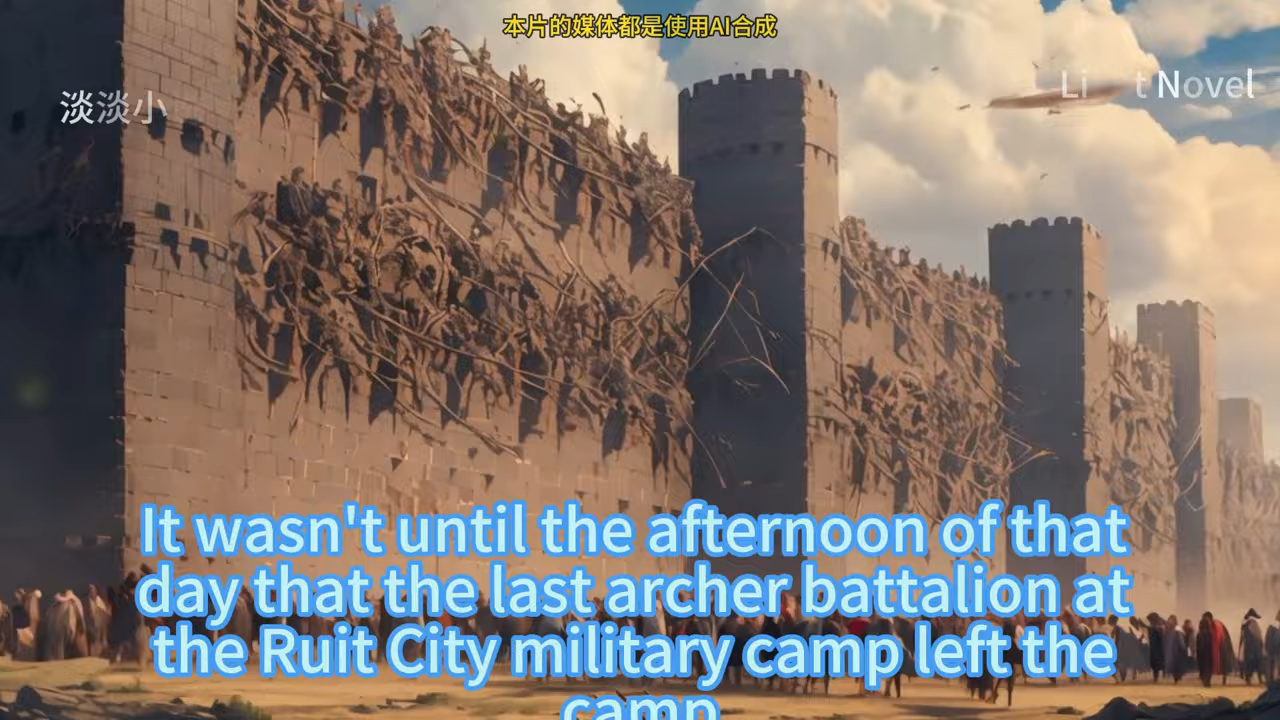 本片的媒体都是使用AI合成
淡淡小
Li t Novel
It wasn't until the afternoon of that
day that the last archer battalion at
the Ruit City military camp left the
camp